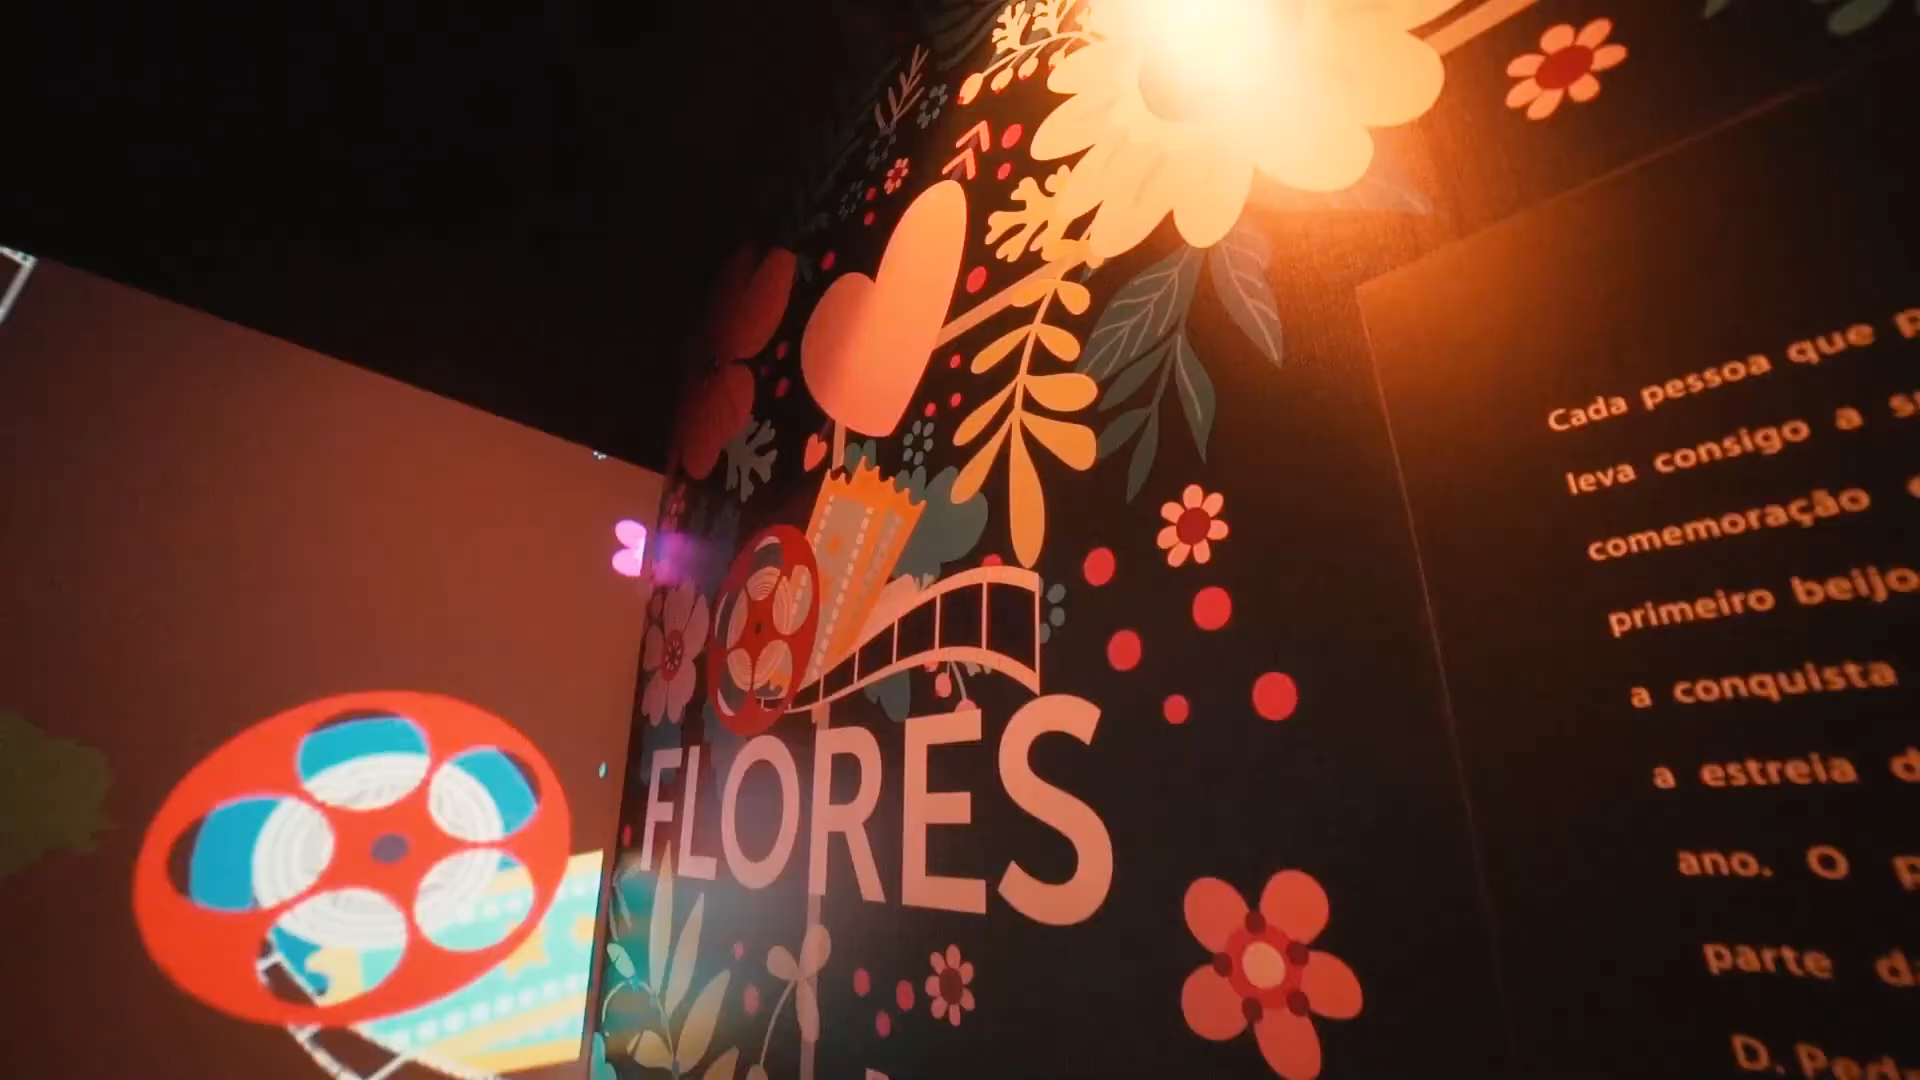 FLORES
Cada pessoa que
leva consigo a
comemoração
primeiro beijo
a conquista
a estreia
ano. O
parte
D.